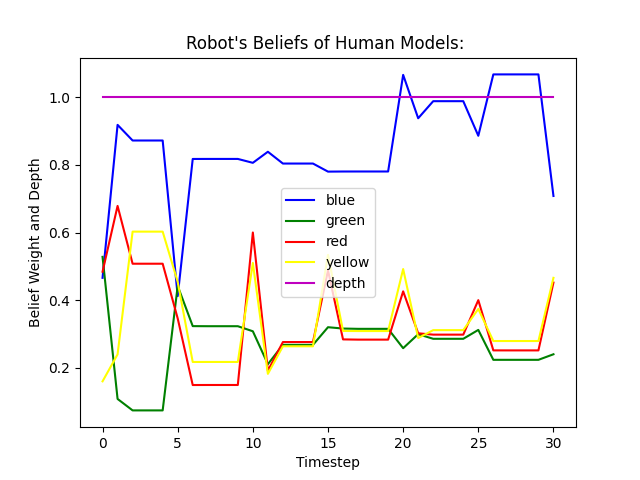 Robot's Beliefs of Human Models:
Belief Weight and Depth
1.0
0.8
0.6
0.4
0.2
blue
green
red
yellow
depth
0 5 10 15 20 25 30
Timestep